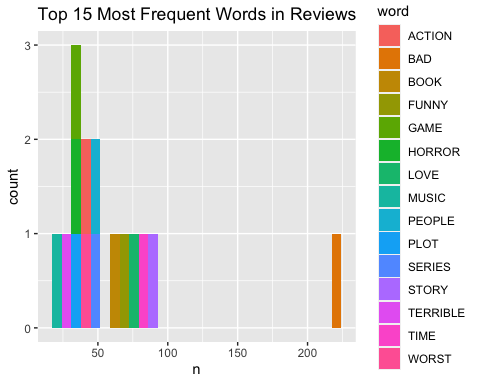 Top 15 Most Frequent Words in Reviews
word
ACTION
BAD
BOOK
FUNNY
GAME
HORROR
LOVE
MUSIC
PEOPLE
PLOT
SERIES
STORY
TERRIBLE
TIME
WORST
count
3
2
1
0
50 100 150 200
n